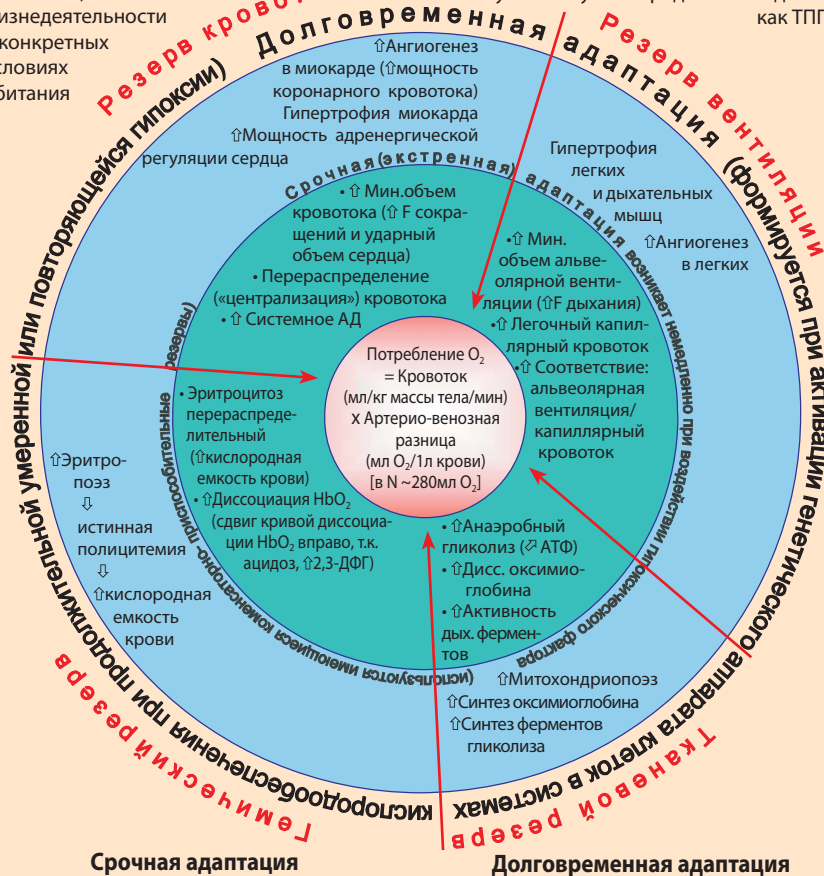 изнедеятельности
конкретных
словиях
битания
как ТПГ
Резерв кровоо
Резерв вентиляции
Гемический резерв
Тканевой резерв
Долговременная адаптация (формируется при активации генетического аппарата клеток в системах кислородообеспечения при продолжительной умеренной или повторяющейся гипоксии)
⇧Ангиогенез
в миокарде (⇧мощность
коронарного кровотока)
Гипертрофия миокарда
⇧Мощность адренергической
регуляции сердца
Гипертрофия
легких
и дыхательных
мышц
⇧Ангиогенез
в легких
Срочная (экстренная) адаптация возникает немедленно при воздействии гипоксического фактора (используются имеющиеся компенсаторно-приспособительные резервы)
• ⇧ Мин.объем
кровотока (⇧ F сокра-
щений и ударный
объем сердца)
• Перераспределение
(«централизация») кровотока
• ⇧ Системное АД
•⇧ Мин.
объем альве-
олярной венти-
ляции (⇧F дыхания)
•⇧ Легочный капил-
лярный кровоток
•⇧ Соответствие:
альвеолярная
вентиляция/
капиллярный
кровоток
Потребление O₂
= Кровоток
(мл/кг массы тела/мин)
х Артерио-венозная
разница
(мл O₂/1л крови)
[в N ~280мл O₂]
• Эритроцитоз
перераспреде-
лительный
(⇧кислородная
емкость крови)
• ⇧Диссоциация HbO₂
(сдвиг кривой диссоциа-
ции HbO₂ вправо, т.к.
ацидоз, ⇧2,3-ДФГ)
⇧Эритро-
поэз
⇩
истинная
полицитемия
⇩
⇧кислородная
емкость
крови
• ⇧Анаэробный
гликолиз (⬀ АТФ)
• ⇧Дисс. оксимио-
глобина
• ⇧Активность
дых. фермен-
тов
⇧Митохондриопоэз
⇧Синтез оксимиоглобина
⇧Синтез ферментов
гликолиза
Срочная адаптация
Долговременная адаптация